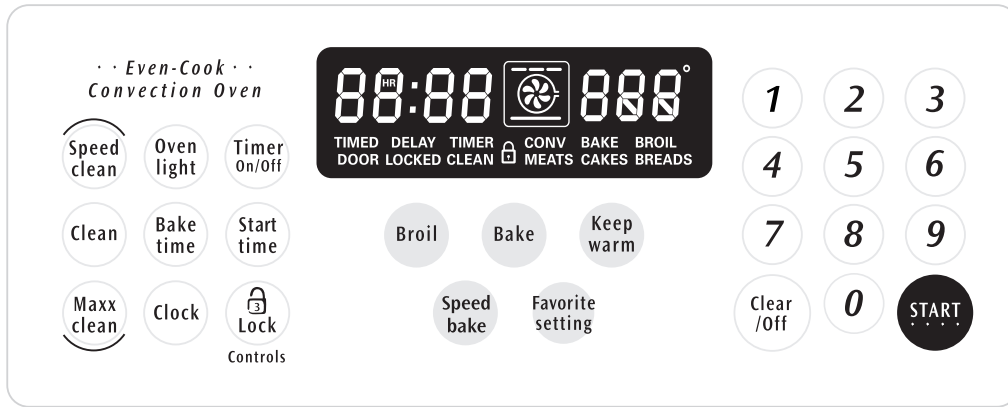 · · Even-Cook · ·
Convection Oven
Speed
clean
Oven
light
Timer
On/Off
Clean
Bake
time
Start
time
Maxx
clean
Clock
3
Lock
Controls
88:88
HR
888°
TIMED DELAY TIMER CONV BAKE BROIL
DOOR LOCKED CLEAN MEATS CAKES BREADS
Broil
Bake
Keep
warm
Speed
bake
Favorite
setting
1
2
3
4
5
6
7
8
9
Clear
/Off
0
START